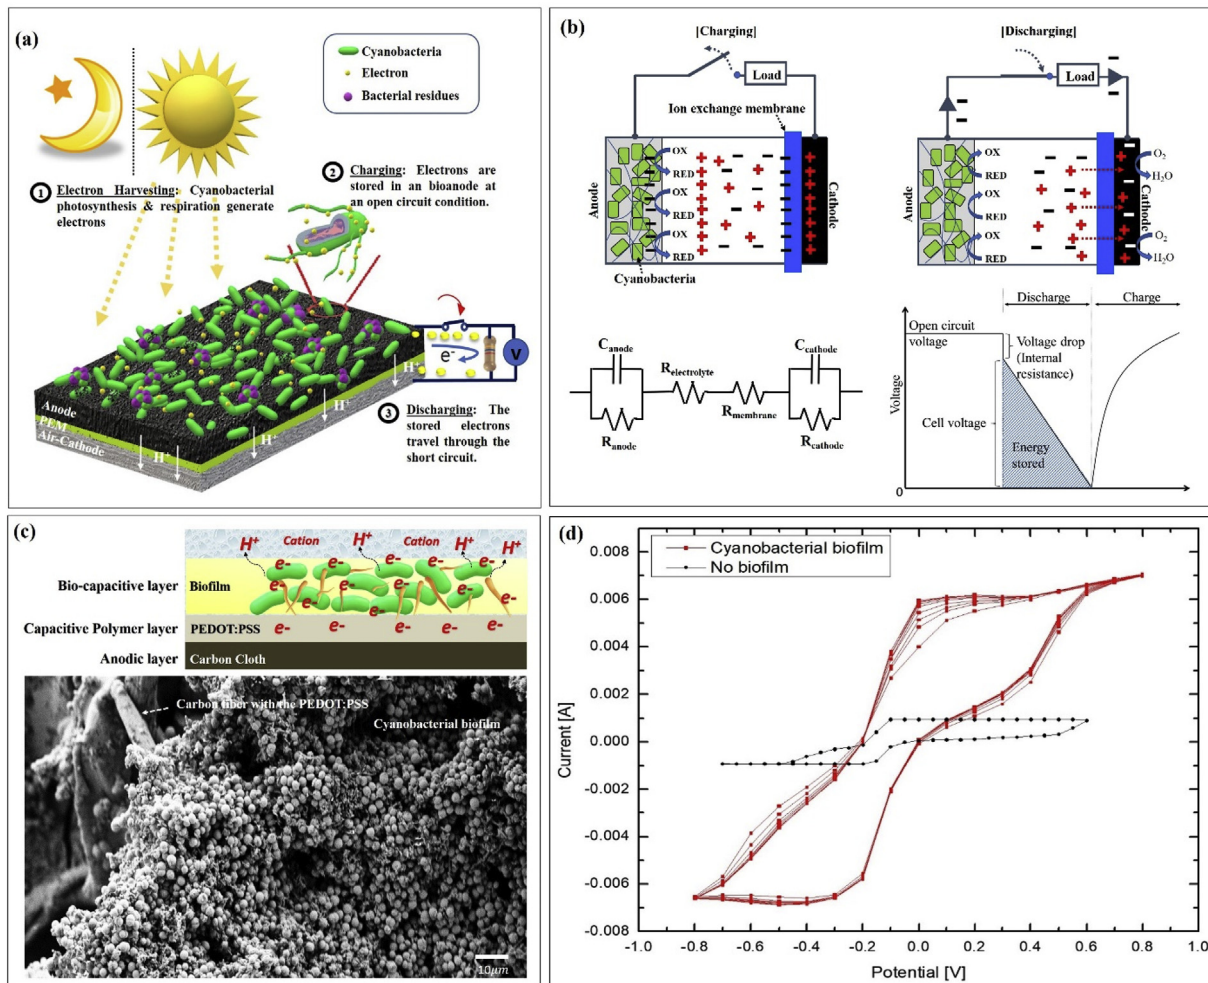 (a)
Cyanobacteria
Electron
Bacterial residues
1 Electron Harvesting: Cyanobacterial
photosynthesis & respiration generate
electrons
2 Charging: Electrons are
stored in an bioanode at
an open circuit condition.
e-
V
H+
H+
H+
H+
H+
Anode
PEM
Air-Cathode
3 Discharging: The
stored electrons
travel through the
short circuit.
(b)
|Charging|
Load
Ion exchange membrane
Anode
OX
RED
OX
RED
OX
RED
Cathode
Cyanobacteria
|Discharging|
Load
Anode
OX
RED
OX
RED
OX
RED
O2
H2O
O2
H2O
Cathode
Canode
Ranode
Relectrolyte
Rmembrane
Ccathode
Rcathode
Discharge
Charge
Open circuit
voltage
Voltage drop
(Internal
resistance)
Voltage
Cell voltage
Energy
stored
0
(c)
H+ Cation H+ Cation H+ H+
Bio-capacitive layer
Biofilm
e- e- e- e- e- e- e- e- e-
Capacitive Polymer layer
PEDOT:PSS
e- e- e- e- e- e-
Anodic layer
Carbon Cloth
Carbon fiber with the PEDOT:PSS
Cyanobacterial biofilm
10μm
(d)
Cyanobacterial biofilm
No biofilm
0.008
0.006
0.004
0.002
0.000
-0.002
-0.004
-0.006
-0.008
Current [A]
-1.0 -0.8 -0.6 -0.4 -0.2 0.0 0.2 0.4 0.6 0.8 1.0
Potential [V]